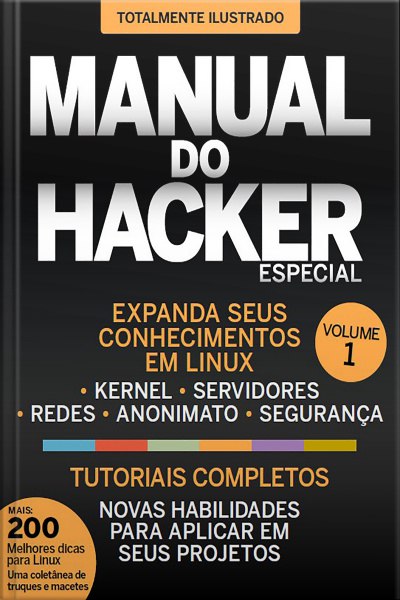 TOTALMENTE ILUSTRADO
MANUAL
DO
HACKER
ESPECIAL
EXPANDA SEUS
CONHECIMENTOS
EM LINUX
VOLUME
1
• KERNEL • SERVIDORES
• REDES • ANONIMATO • SEGURANÇA
TUTORIAIS COMPLETOS
NOVAS HABILIDADES
PARA APLICAR EM
SEUS PROJETOS
MAIS:
200
Melhores dicas
para Linux
Uma coletânea de
truques e macetes